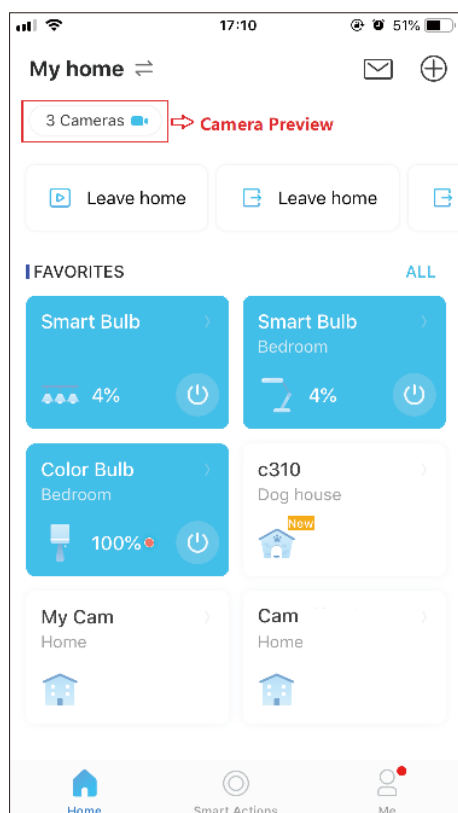 17:10
51%
My home
3 Cameras
Camera Preview
Leave home
Leave home
FAVORITES
ALL
Smart Bulb
4%
Smart Bulb
Bedroom
4%
Color Bulb
Bedroom
100%
c310
Dog house
New
My Cam
Home
Cam
Home
Home
Smart Actions
Me